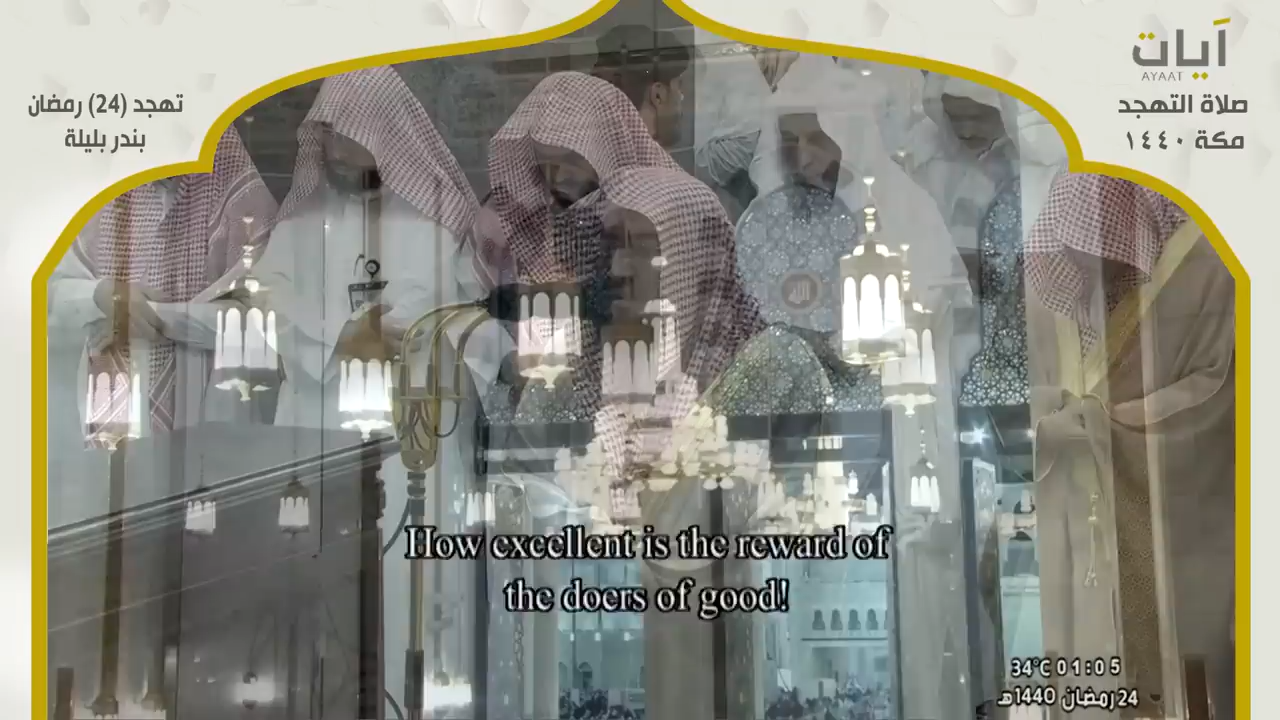 آيات
AYAAT
صلاة التهجد
مكة ١٤٤٠
تهجد (24) رمضان
بندر بليلة
الله
How excellent is the reward of
the doers of good!
34°C 01:05
24 رمضان 1440هـ